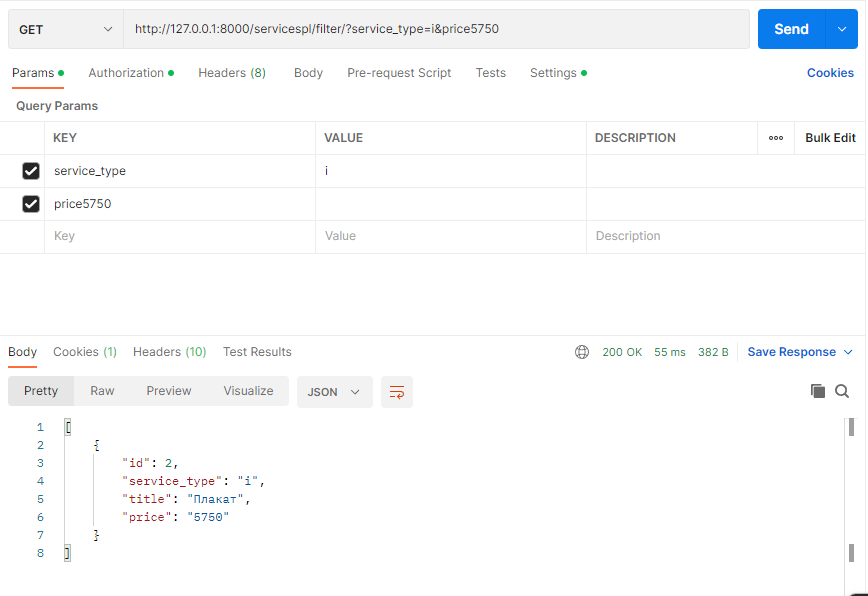 GET http://127.0.0.1:8000/servicespl/filter/?service_type=i&price5750 Send
Params Authorization Headers (8) Body Pre-request Script Tests Settings Cookies
Query Params
KEY VALUE DESCRIPTION ooo Bulk Edit
service_type i
price5750
Key Value Description
Body Cookies (1) Headers (10) Test Results 200 OK 55 ms 382 B Save Response
Pretty Raw Preview Visualize JSON
1 [
2 {
3 "id": 2,
4 "service_type": "i",
5 "title": "Плакат",
6 "price": "5750"
7 }
8 ]